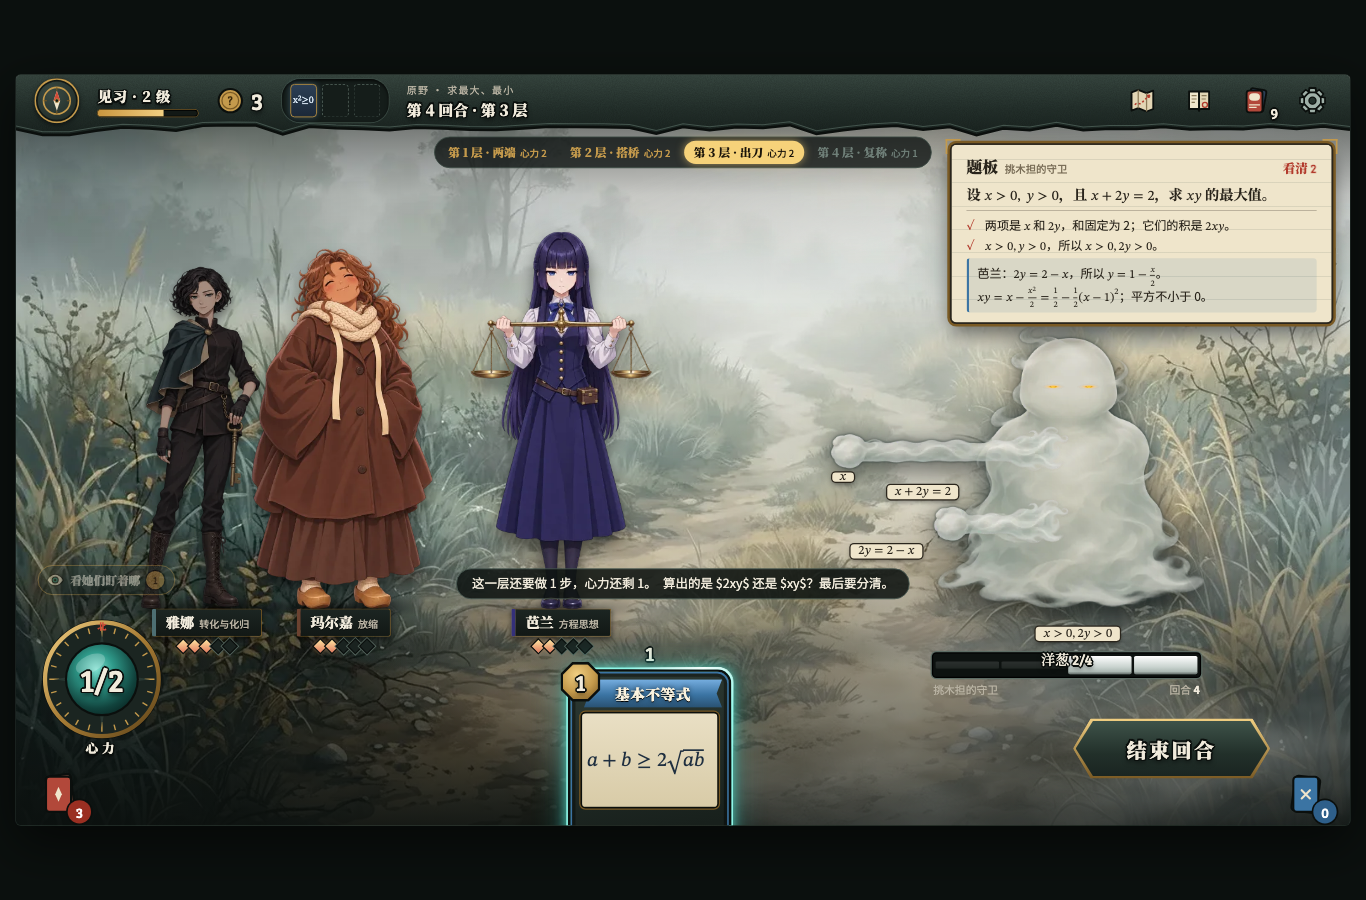 见习·2 级
3
x²≥0
原野 · 求最大、最小
第 4 回合·第 3 层
9
第 1 层·两端 心力 2
第 2 层·搭桥 心力 2
第 3 层·出刀 心力 2
第 4 层·复称 心力 1
题板 挑木担的守卫 看清 2
设 x > 0, y > 0，且 x + 2y = 2，求 xy 的最大值。
✓ 两项是 x 和 2y，和固定为 2；它们的积是 2xy。
✓ x > 0, y > 0，所以 x > 0, 2y > 0。
芭兰：2y = 2 − x，所以 y = 1 − x/2。
xy = x − x²/2 = 1/2 − 1/2(x − 1)²；平方不小于 0。
x
x + 2y = 2
2y = 2 − x
看她们盯着哪 1
这一层还要做 1 步，心力还剩 1。 算出的是 $2xy$ 还是 $xy$？最后要分清。
雅娜 转化与化归
玛尔嘉 放缩
芭兰 方程思想
x > 0, 2y > 0
洋葱 2/4
挑木担的守卫
回合 4
1/2
心力
1
1
基本不等式
a + b ≥ 2√ab
结束回合
3
0